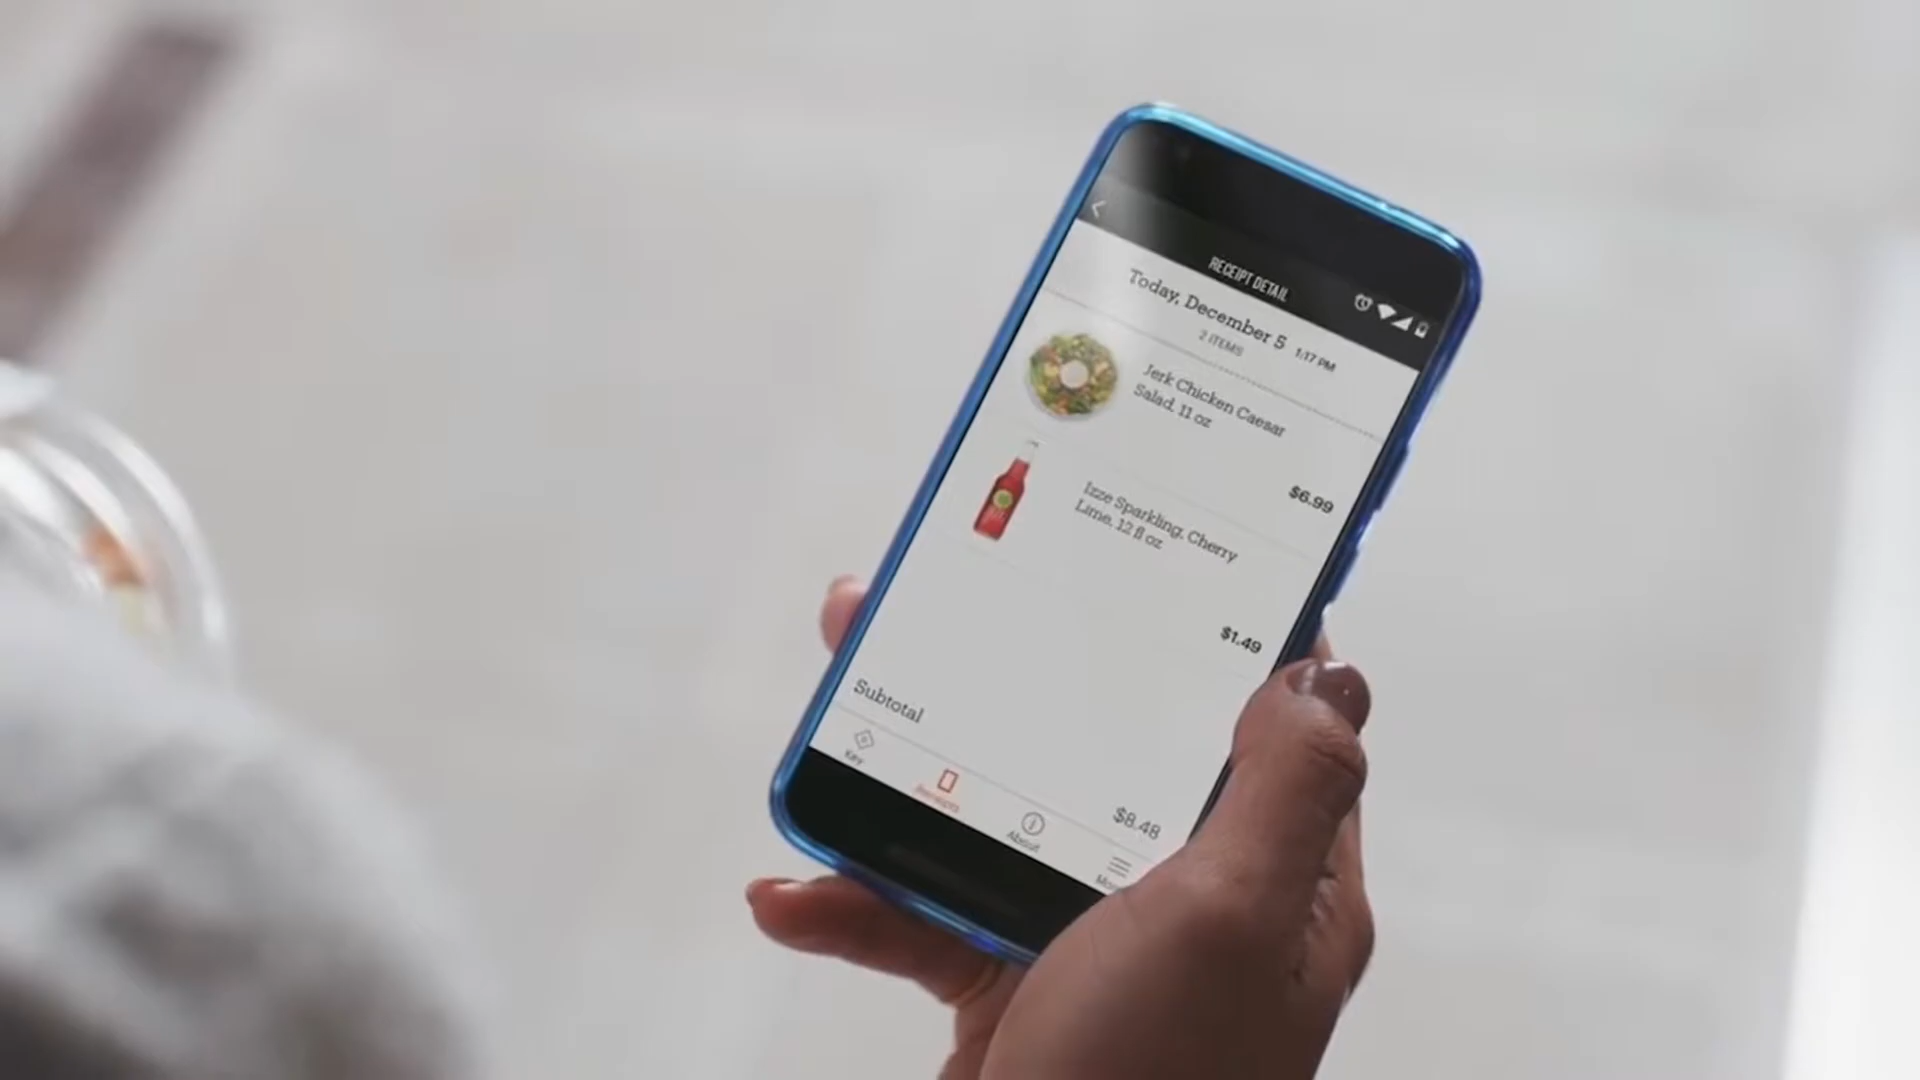 RECEIPT DETAIL
Today, December 5 1:17 PM
2 ITEMS
Jerk Chicken Caesar
Salad, 11 oz
$6.99
Izze Sparkling, Cherry
Lime, 12 fl oz
$1.49
Subtotal
$8.48
Key
Receipts
About